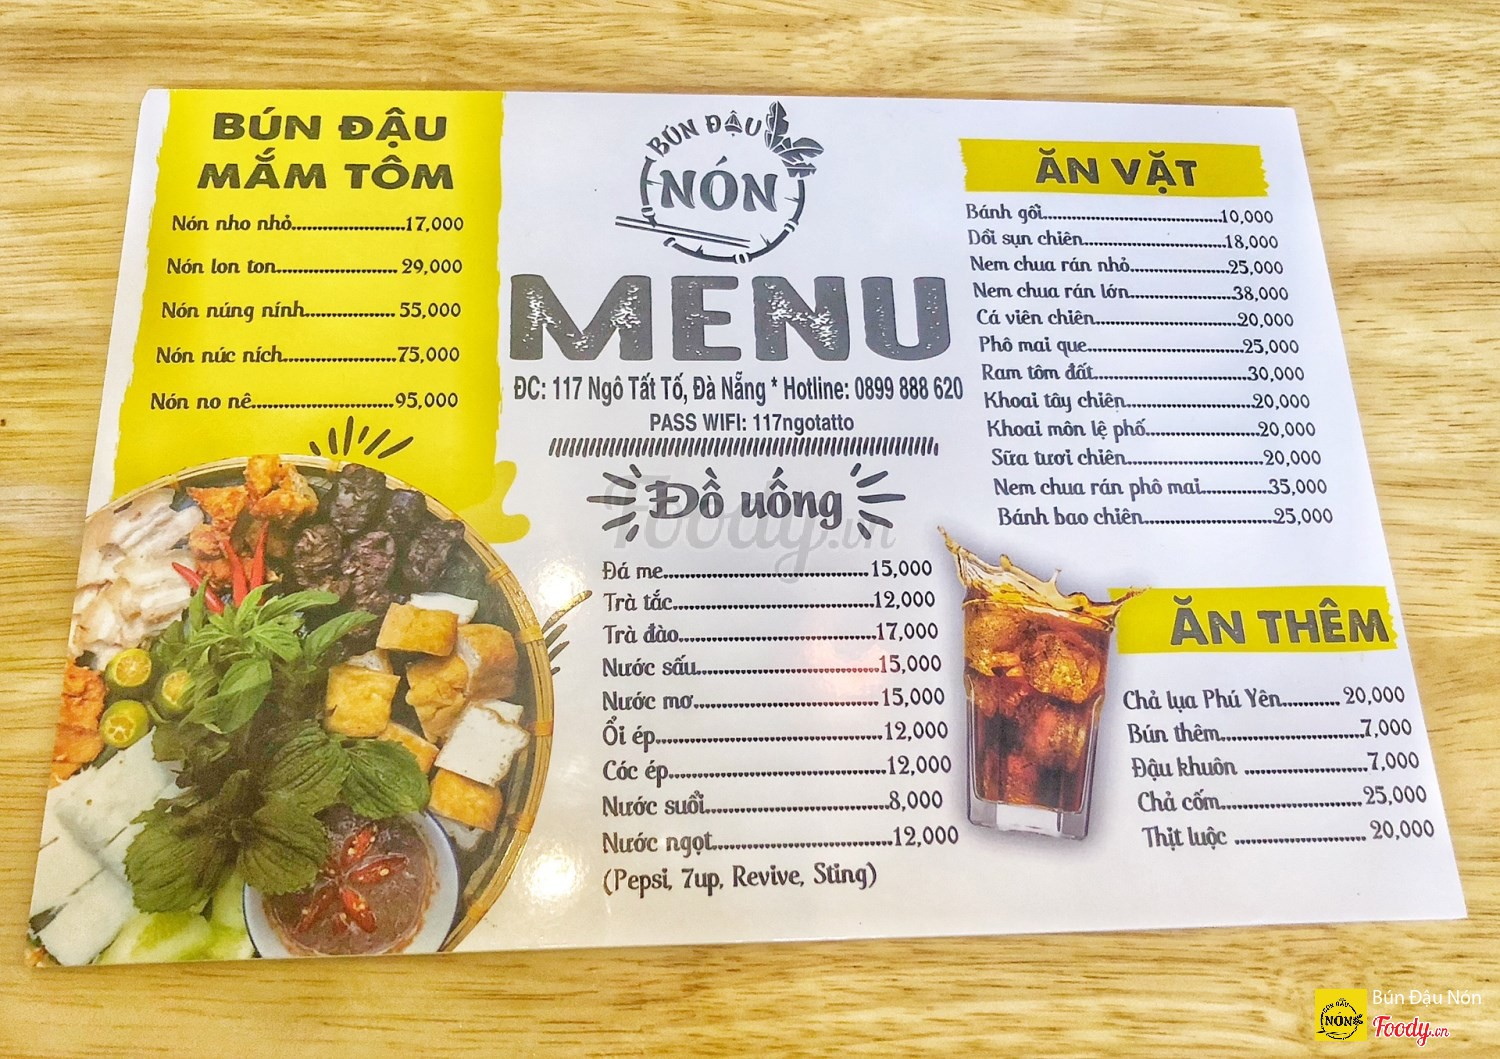 BÚN ĐẬU
MẮM TÔM
Nón nho nhỏ.......................17,000
Nón lon ton......................... 29,000
Nón núng nính................... 55,000
Nón núc ních.......................75,000
Nón no nê............................95,000
BÚN ĐẬU
NÓN
MENU
ĐC: 117 Ngô Tất Tố, Đà Nẵng * Hotline: 0899 888 620
PASS WIFI: 117ngotatto
Đồ uống
Foody.vn
Đá me..........................................15,000
Trà tắc.........................................12,000
Trà đào........................................17,000
Nước sấu.....................................15,000
Nước mơ..................................... 15,000
Ổi ép..............................................12,000
Cóc ép...........................................12,000
Nước suối.....................................8,000
Nước ngọt....................................12,000
(Pepsi, 7up, Revive, Sting)
ĂN VẶT
Bánh gối.....................................10,000
Dồi sụn chiên.............................18,000
Nem chua rán nhỏ....................25,000
Nem chua rán lớn.....................38,000
Cá viên chiên.............................20,000
Phô mai que................................25,000
Ram tôm đất...............................30,000
Khoai tây chiên..........................20,000
Khoai môn lệ phố.......................20,000
Sữa tươi chiên............................20,000
Nem chua rán phô mai..............35,000
Bánh bao chiên...........................25,000
ĂN THÊM
Chả lụa Phú Yên............ 20,000
Bún thêm.............................7,000
Đậu khuôn .........................7,000
Chả cốm.............................25,000
Thịt luộc ........................... 20,000
Bún Đậu Nón
BÚN ĐẬU
NÓN
Foody.vn